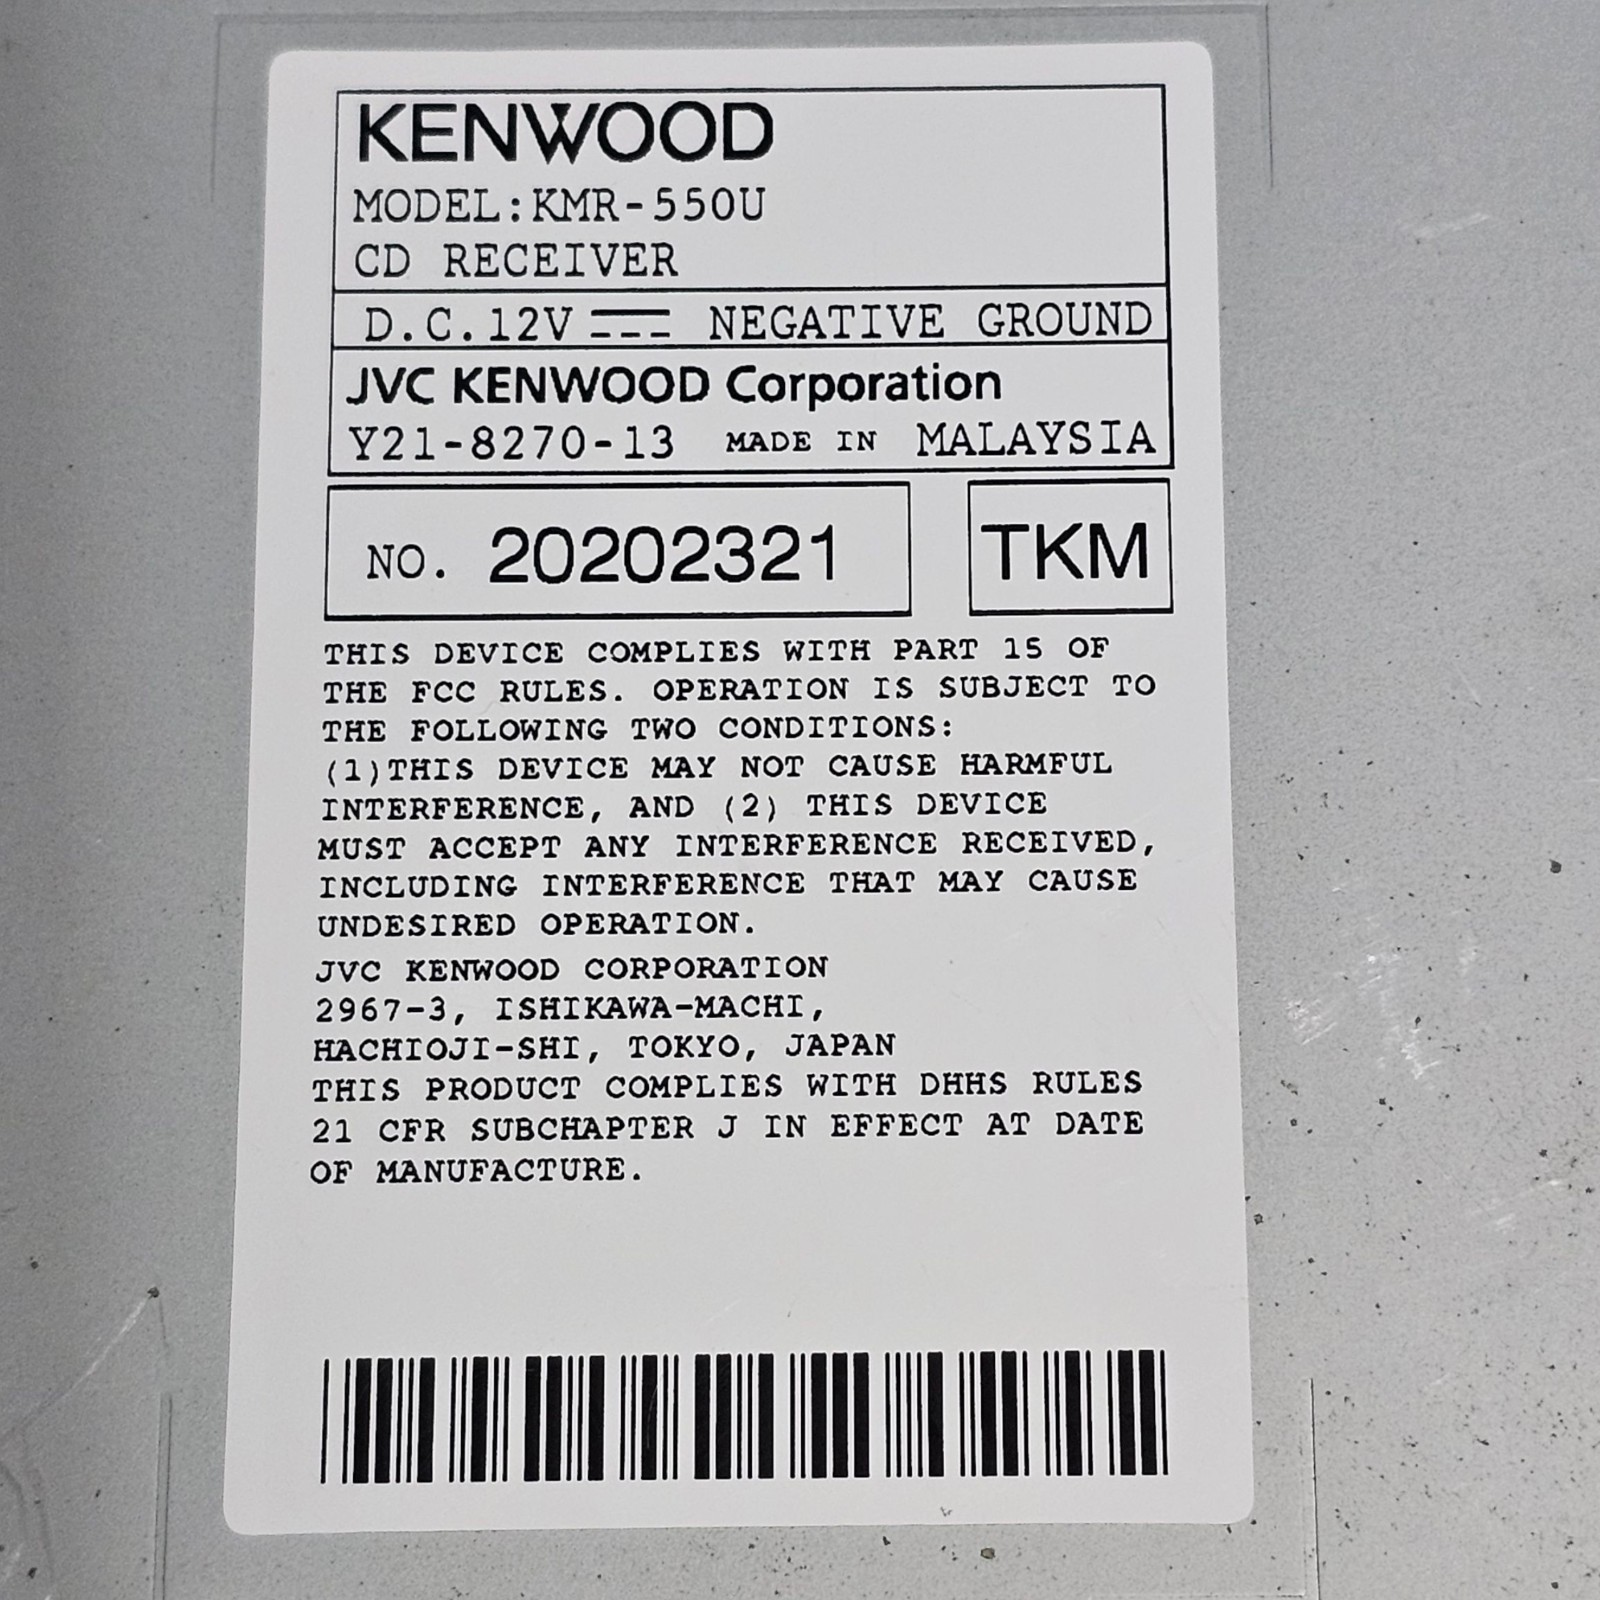 KENWOOD
MODEL:KMR-550U
CD RECEIVER
D.C.12V NEGATIVE GROUND
JVC KENWOOD Corporation
Y21-8270-13 MADE IN MALAYSIA
NO. 20202321 TKM
THIS DEVICE COMPLIES WITH PART 15 OF
THE FCC RULES. OPERATION IS SUBJECT TO
THE FOLLOWING TWO CONDITIONS:
(1)THIS DEVICE MAY NOT CAUSE HARMFUL
INTERFERENCE, AND (2) THIS DEVICE
MUST ACCEPT ANY INTERFERENCE RECEIVED,
INCLUDING INTERFERENCE THAT MAY CAUSE
UNDESIRED OPERATION.
JVC KENWOOD CORPORATION
2967-3, ISHIKAWA-MACHI,
HACHIOJI-SHI, TOKYO, JAPAN
THIS PRODUCT COMPLIES WITH DHHS RULES
21 CFR SUBCHAPTER J IN EFFECT AT DATE
OF MANUFACTURE.